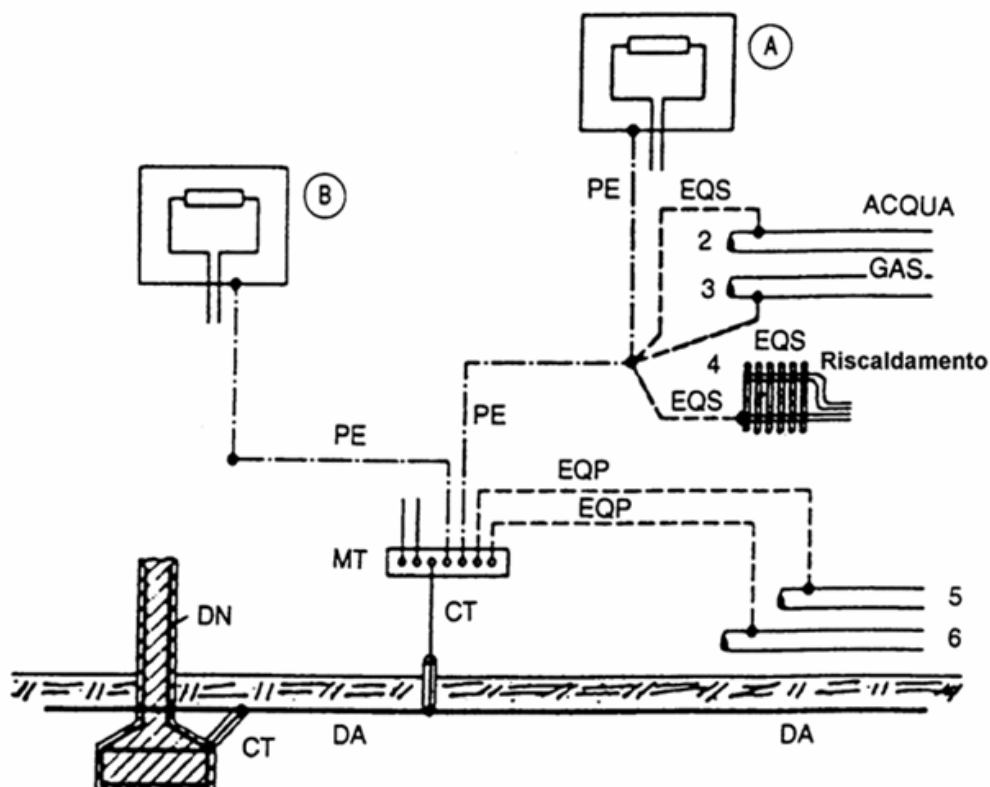 A
B
PE
EQS
ACQUA
2
GAS
3
EQS
4
Riscaldamento
EQS
PE
PE
EQP
EQP
MT
CT
5
DN
6
CT
DA
DA